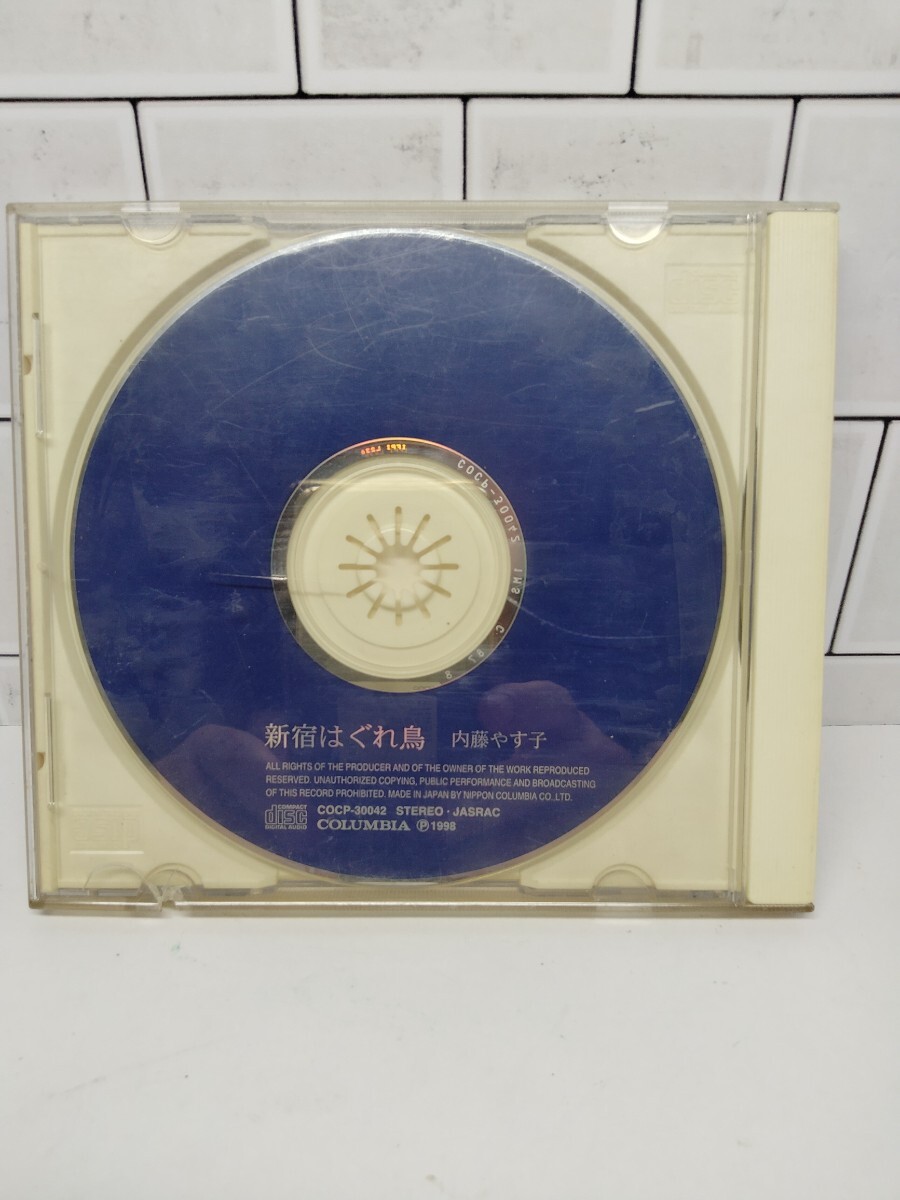 COCP-30042
新宿はぐれ鳥 内藤やす子
ALL RIGHTS OF THE PRODUCER AND OF THE OWNER OF THE WORK REPRODUCED
RESERVED. UNAUTHORIZED COPYING, PUBLIC PERFORMANCE AND BROADCASTING
OF THIS RECORD PROHIBITED. MADE IN JAPAN BY NIPPON COLUMBIA CO.,LTD.
COMPACT
disc
DIGITAL AUDIO
COCP-30042 STEREO・JASRAC
COLUMBIA Ⓟ1998